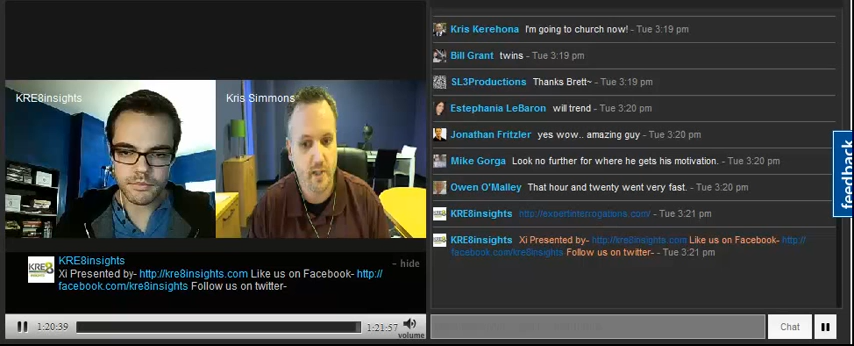 KRE8insights
Kris Simmons
KRE8insights
Xi Presented by- http://kre8insights.com Like us on Facebook- http://
facebook.com/kre8insights Follow us on twitter-
– hide
KRE8
1:20:39
1:21:57
volume
Kris Kerehona I'm going to church now! - Tue 3:19 pm
Bill Grant twins - Tue 3:19 pm
SL3Productions Thanks Brett~ - Tue 3:19 pm
Estephania LeBaron will trend - Tue 3:20 pm
Jonathan Fritzler yes wow.. amazing guy - Tue 3:20 pm
Mike Gorga Look no further for where he gets his motivation. - Tue 3:20 pm
Owen O'Malley That hour and twenty went very fast. - Tue 3:20 pm
KRE8insights http://expertinterrogations.com/ - Tue 3:21 pm
KRE8insights Xi Presented by- http://kre8insights.com Like us on Facebook- http://
facebook.com/kre8insights Follow us on twitter- - Tue 3:21 pm
Chat
feedback